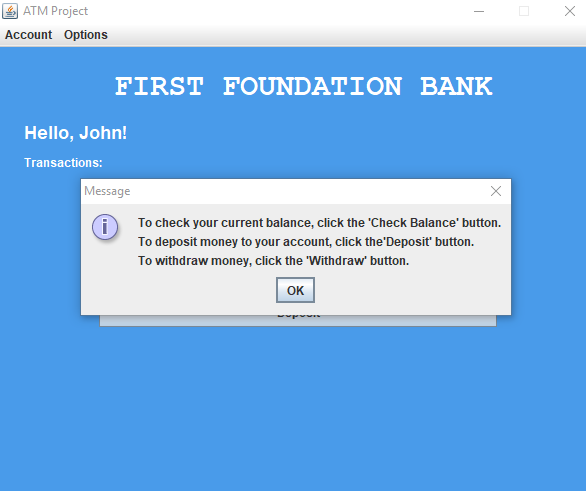 ATM Project
Account Options
FIRST FOUNDATION BANK
Hello, John!
Transactions:
Message
To check your current balance, click the 'Check Balance' button.
To deposit money to your account, click the'Deposit' button.
To withdraw money, click the 'Withdraw' button.
OK
Deposit